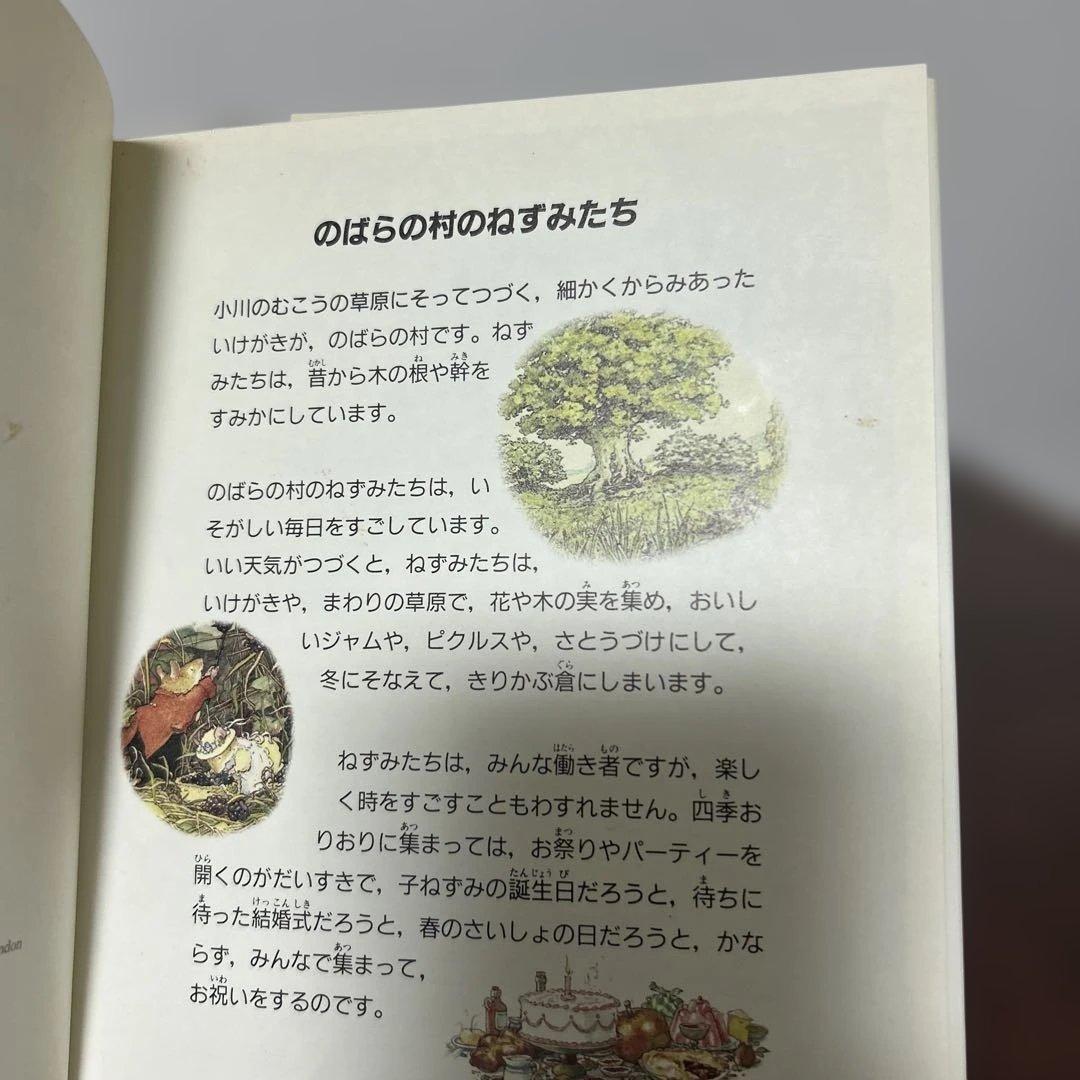 のばらの村のねずみたち
小川のむこうの草原にそってつづく，細かくからみあった
いけがきが，のばらの村です。ねず
みたちは，昔から木の根や幹を
すみかにしています。
のばらの村のねずみたちは，い
そがしい毎日をすごしています。
いい天気がつづくと，ねずみたちは，
いけがきや，まわりの草原で，花や木の実を集め，おいし
いジャムや，ピクルスや，さとうづけにして，
冬にそなえて，きりかぶ倉にしまいます。
ねずみたちは，みんな働き者ですが，楽し
く時をすごすこともわすれません。四季お
りおりに集まっては，お祭りやパーティーを
開くのがだいすきで，子ねずみの誕生日だろうと，待ちに
待った結婚式だろうと，春のさいしょの日だろうと，かな
らず，みんなで集まって，
お祝いをするのです。